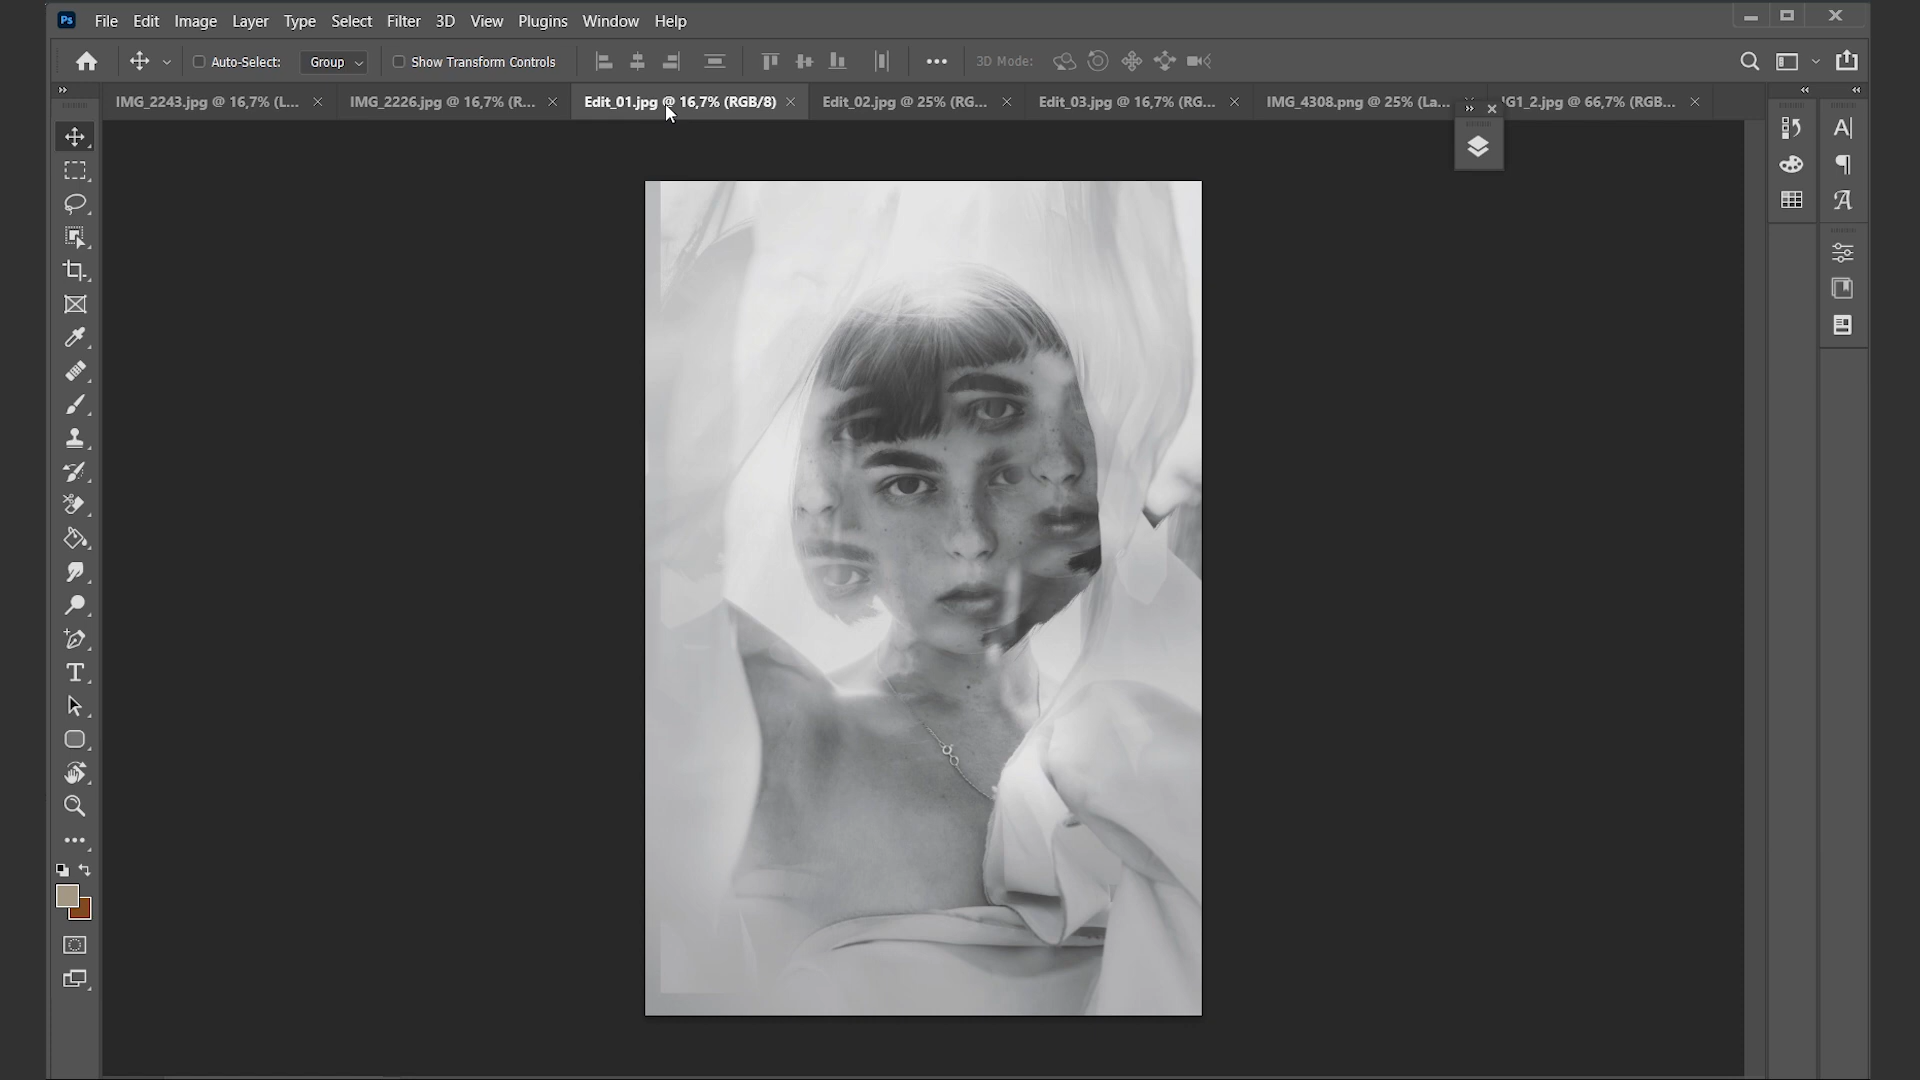 Ps File Edit Image Layer Type Select Filter 3D View Plugins Window Help
Auto-Select: Group Show Transform Controls 3D Mode:
IMG_2243.jpg @ 16,7% (L... IMG_2226.jpg @ 16,7% (R... Edit_01.jpg @ 16,7% (RGB/8) Edit_02.jpg @ 25% (RG... Edit_03.jpg @ 16,7% (RG... IMG_4308.png @ 25% (La... IG1_2.jpg @ 66,7% (RGB...